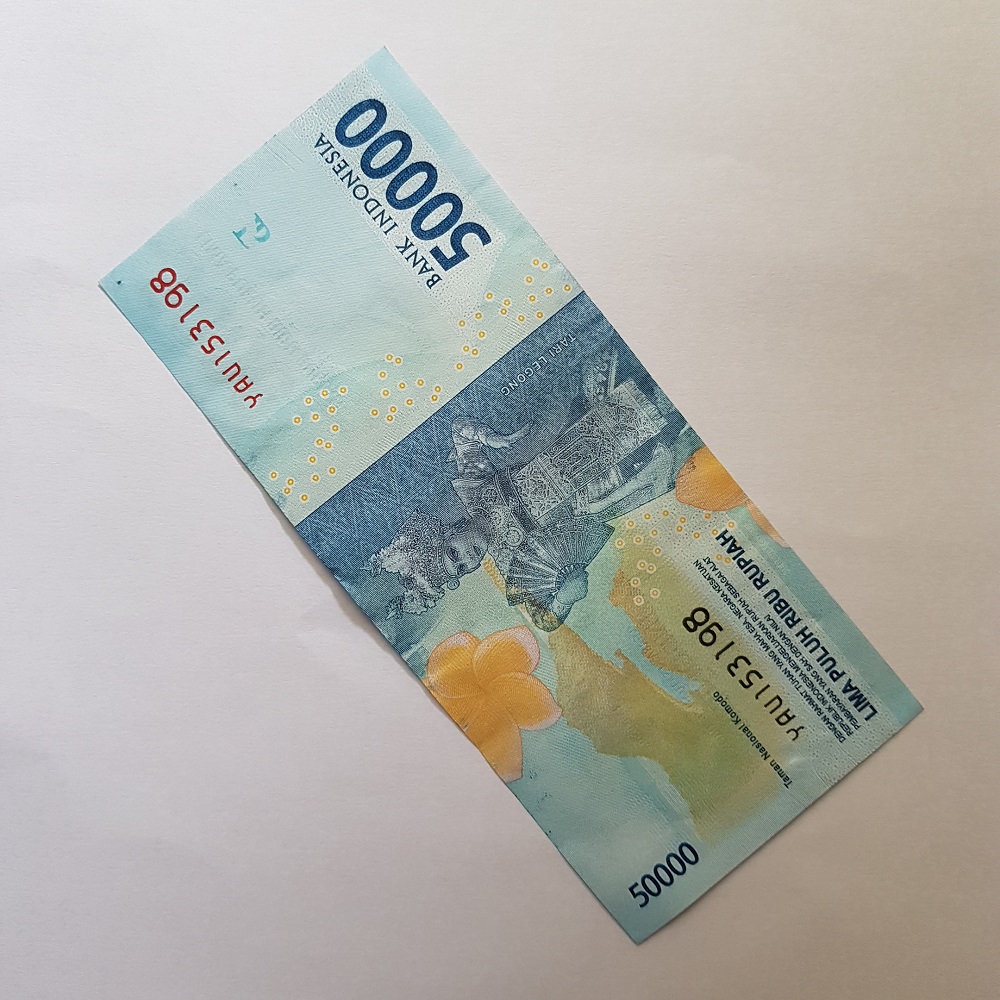 50000
BANK INDONESIA
YAU153198
TARI LEGONG
LIMA PULUH RIBU RUPIAH
DENGAN RAHMAT TUHAN YANG MAHA ESA, NEGARA KESATUAN
REPUBLIK INDONESIA MENGELUARKAN RUPIAH SEBAGAI ALAT
PEMBAYARAN YANG SAH DENGAN NILAI
YAU153198
Taman Nasional Komodo
50000